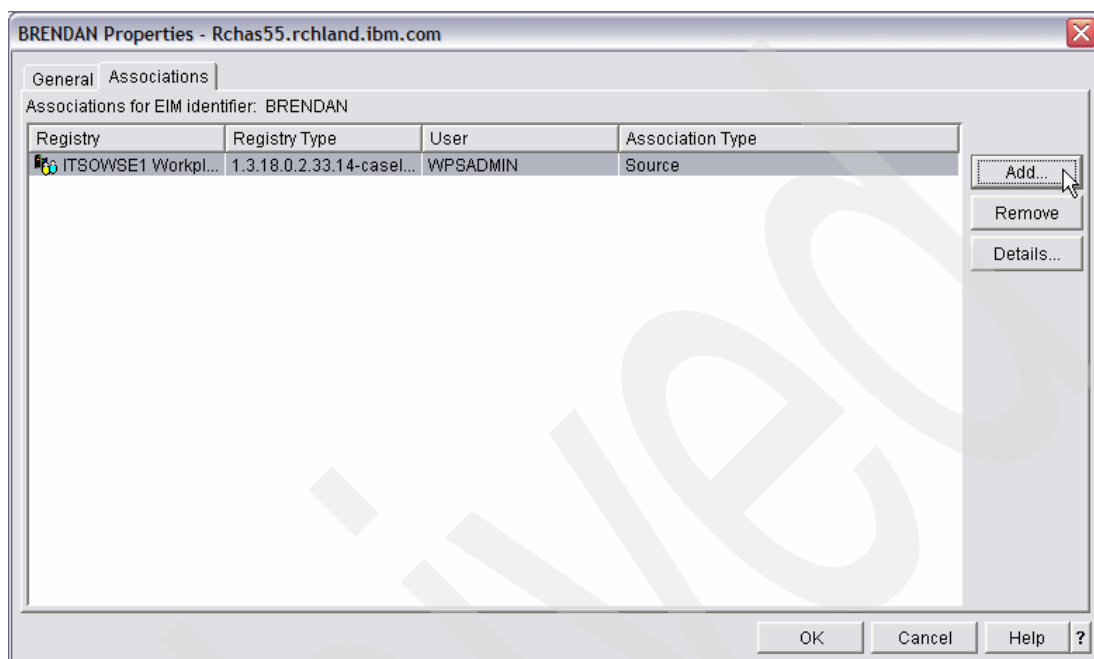 BRENDAN Properties - Rchas55.rchland.ibm.com
General Associations
Associations for EIM identifier: BRENDAN
Registry Registry Type User Association Type
ITSOWSE1 Workpl... 1.3.18.0.2.33.14-casel... WPSADMIN Source
Add...
Remove
Details...
OK Cancel Help ?